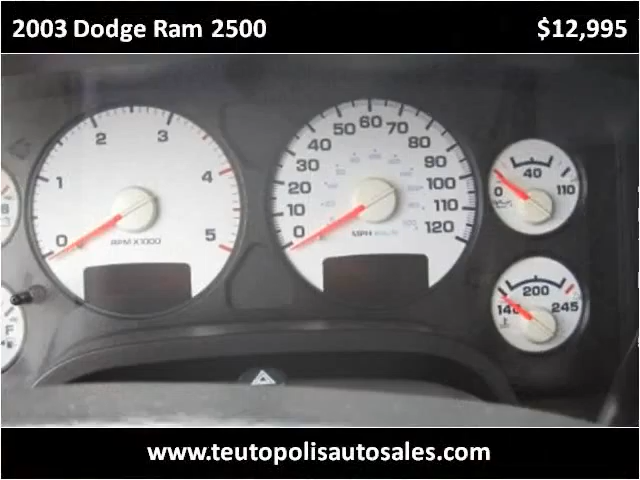 2003 Dodge Ram 2500 $12,995
0 1 2 3 4 5
RPM X1000
0 10 20 30 40 50 60 70 80 90 100 110 120
MPH km/h
0 40 110
140 200 245
F
www.teutopolisautosales.com